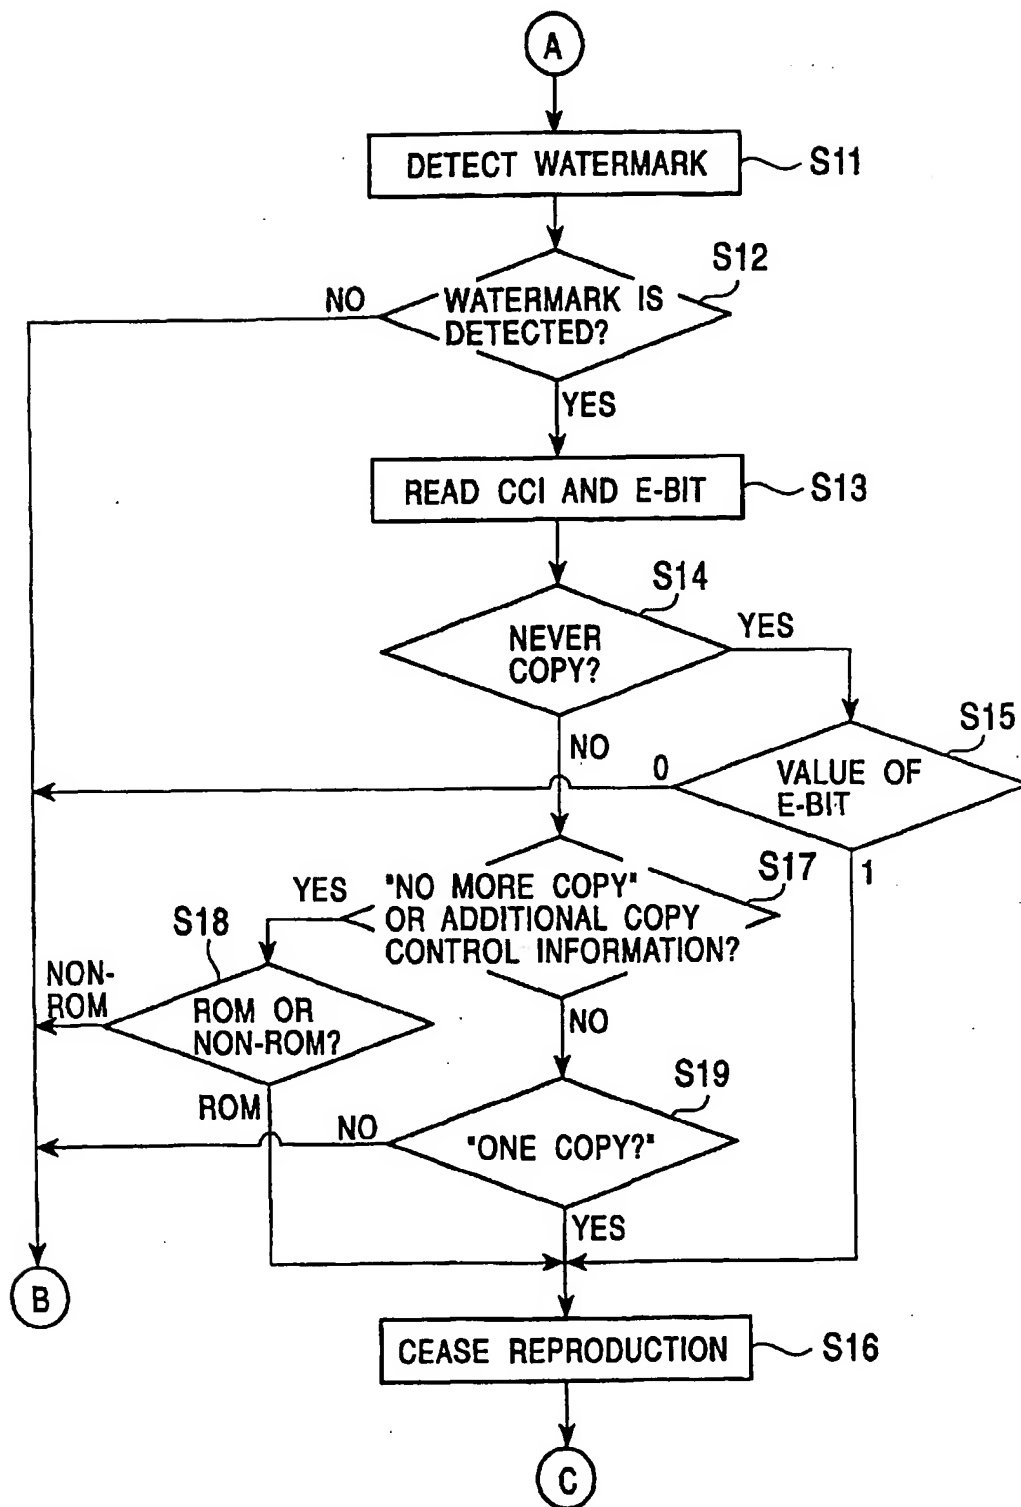 A
DETECT WATERMARK
S11
S12
NO
WATERMARK IS
DETECTED?
YES
READ CCI AND E-BIT
S13
S14
NEVER
COPY?
YES
NO
S15
0
VALUE OF
E-BIT
1
S17
YES
"NO MORE COPY"
OR ADDITIONAL COPY
CONTROL INFORMATION?
S18
NON-
ROM
ROM OR
NON-ROM?
NO
ROM
S19
NO
"ONE COPY?"
YES
B
CEASE REPRODUCTION
S16
C